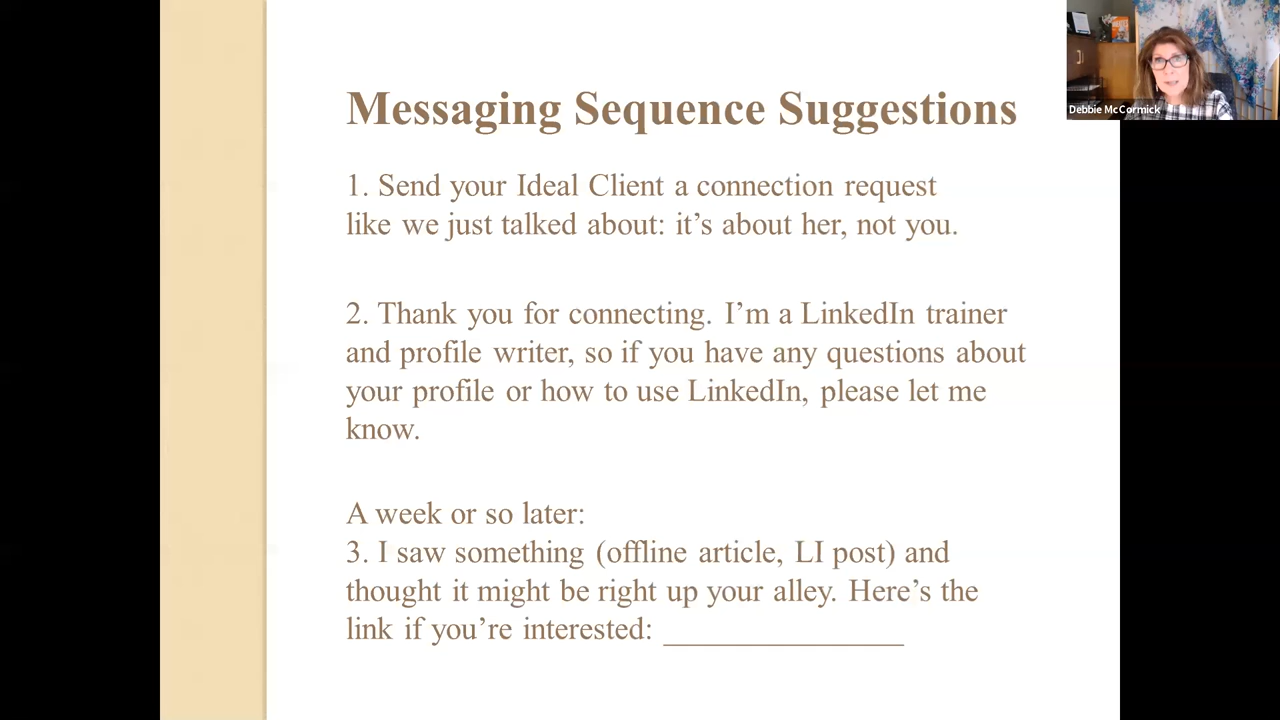 Messaging Sequence Suggestions
1. Send your Ideal Client a connection request
like we just talked about: it’s about her, not you.
2. Thank you for connecting. I’m a LinkedIn trainer
and profile writer, so if you have any questions about
your profile or how to use LinkedIn, please let me
know.
A week or so later:
3. I saw something (offline article, LI post) and
thought it might be right up your alley. Here’s the
link if you’re interested: _______________
Debbie McCormick